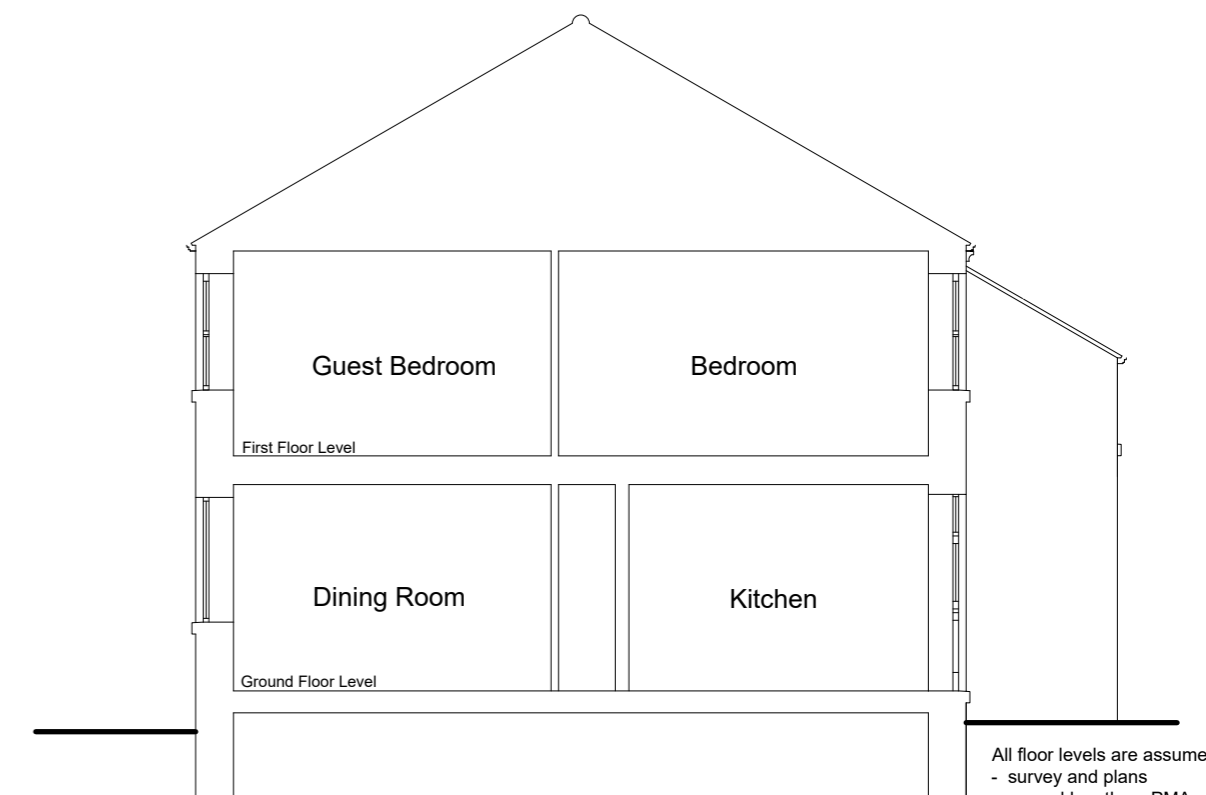 Guest Bedroom
Bedroom
First Floor Level
Dining Room
Kitchen
Ground Floor Level
All floor levels are assume
- survey and plans